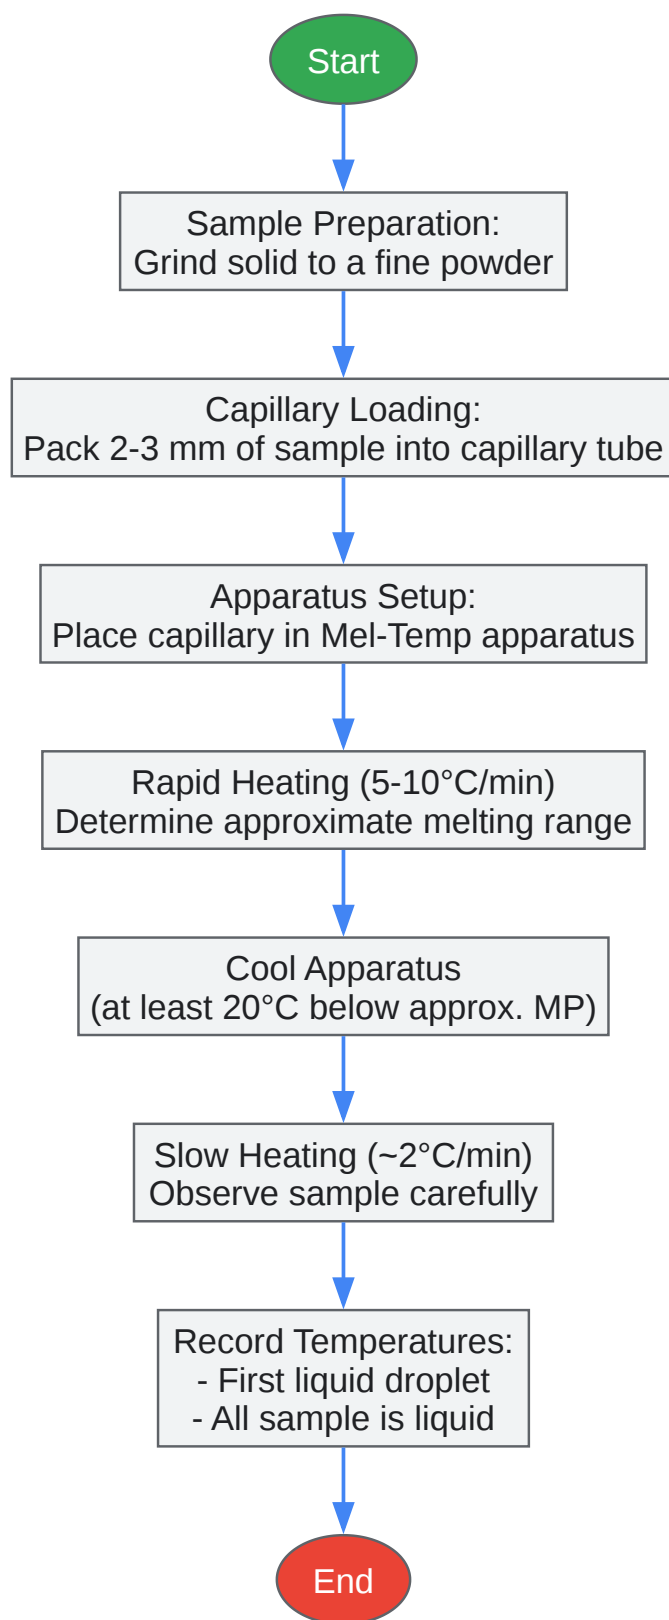 Start
Sample Preparation:
Grind solid to a fine powder
Capillary Loading:
Pack 2-3 mm of sample into capillary tube
Apparatus Setup:
Place capillary in Mel-Temp apparatus
Rapid Heating (5-10°C/min)
Determine approximate melting range
Cool Apparatus
(at least 20°C below approx. MP)
Slow Heating (~2°C/min)
Observe sample carefully
Record Temperatures:
- First liquid droplet
- All sample is liquid
End